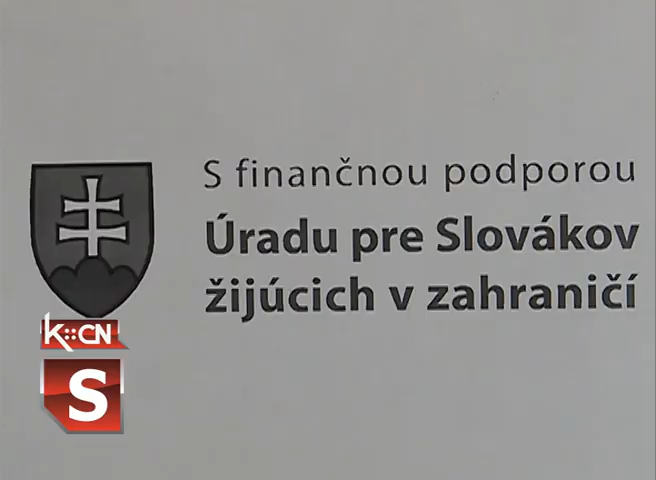 S finančnou podporou
Úradu pre Slovákov
žijúcich v zahraničí
K::CN
S